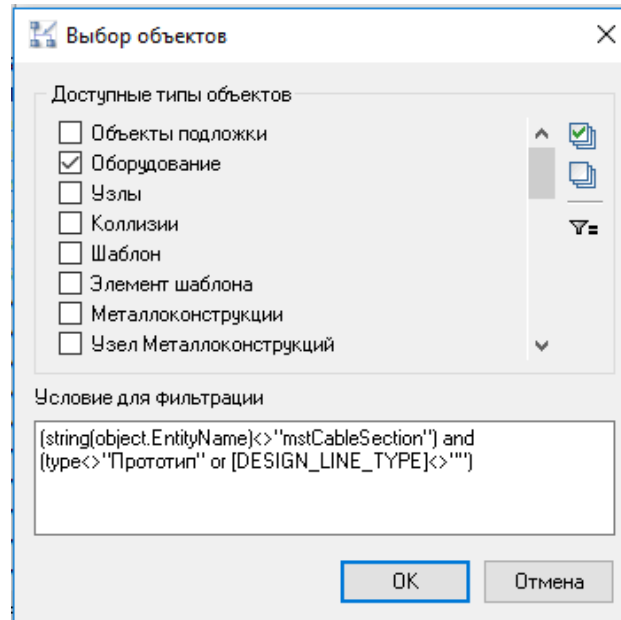 Выбор объектов
Доступные типы объектов
Объекты подложки
Оборудование
Узлы
Коллизии
Шаблон
Элемент шаблона
Металлоконструкции
Узел Металлоконструкций
Условие для фильтрации
(string(object.EntityName)<>"mstCableSection") and
(type<>"Прототип" or [DESIGN_LINE_TYPE]<>"")
OK
Отмена